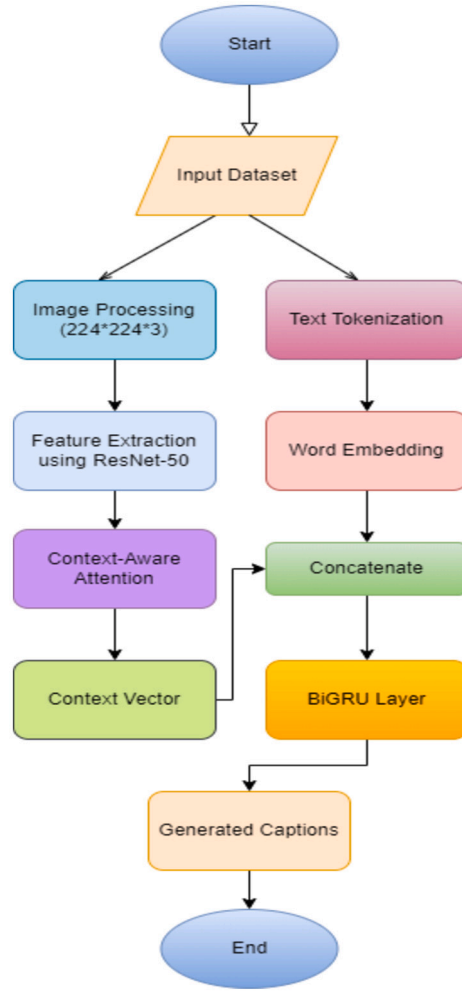 Start
Input Dataset
Image Processing
(224*224*3)
Text Tokenization
Feature Extraction
using ResNet-50
Word Embedding
Context-Aware
Attention
Concatenate
Context Vector
BiGRU Layer
Generated Captions
End